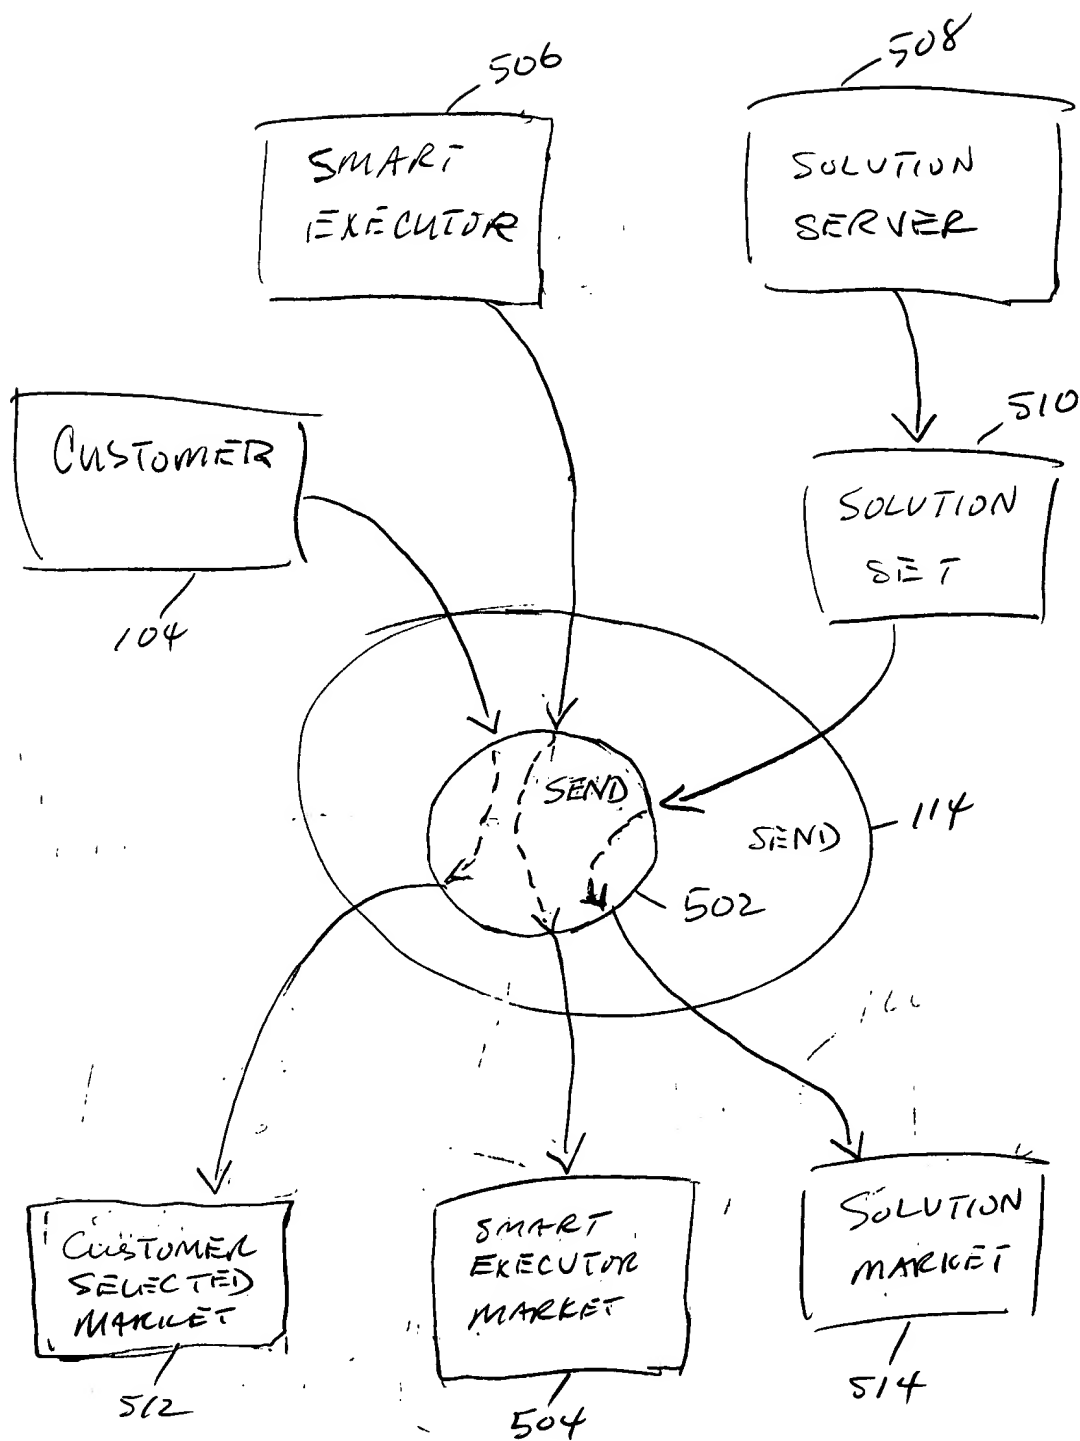 506
508
SMART
EXECUTOR
SOLUTION
SERVER
510
CUSTOMER
SOLUTION
SET
104
SEND
SEND
114
502
CUSTOMER
SELECTED
MARKET
SMART
EXECUTOR
MARKET
SOLUTION
MARKET
512
504
514